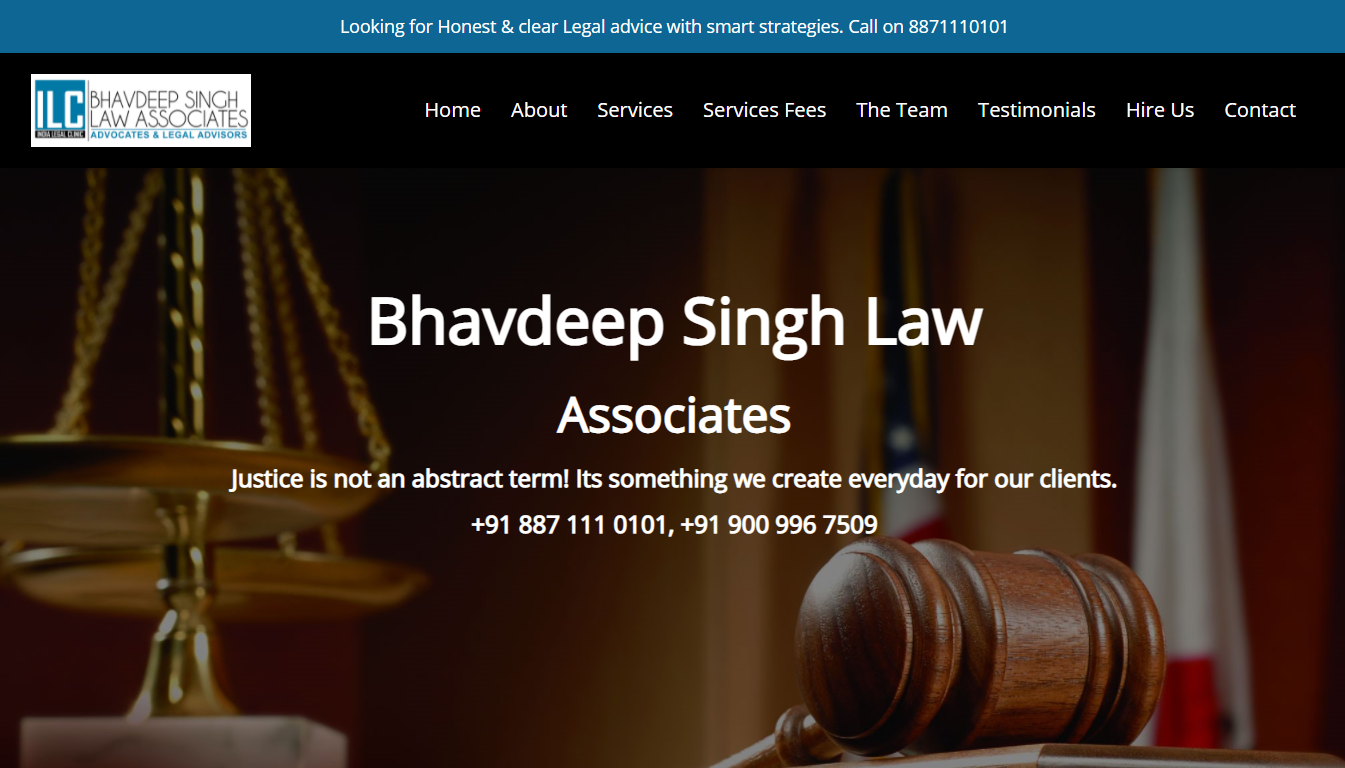 Looking for Honest & clear Legal advice with smart strategies. Call on 8871110101
ILC
INDIA LEGAL CLINIC
BHAVDEEP SINGH
LAW ASSOCIATES
ADVOCATES & LEGAL ADVISORS
Home About Services Services Fees The Team Testimonials Hire Us Contact
Bhavdeep Singh Law
Associates
Justice is not an abstract term! Its something we create everyday for our clients.
+91 887 111 0101, +91 900 996 7509